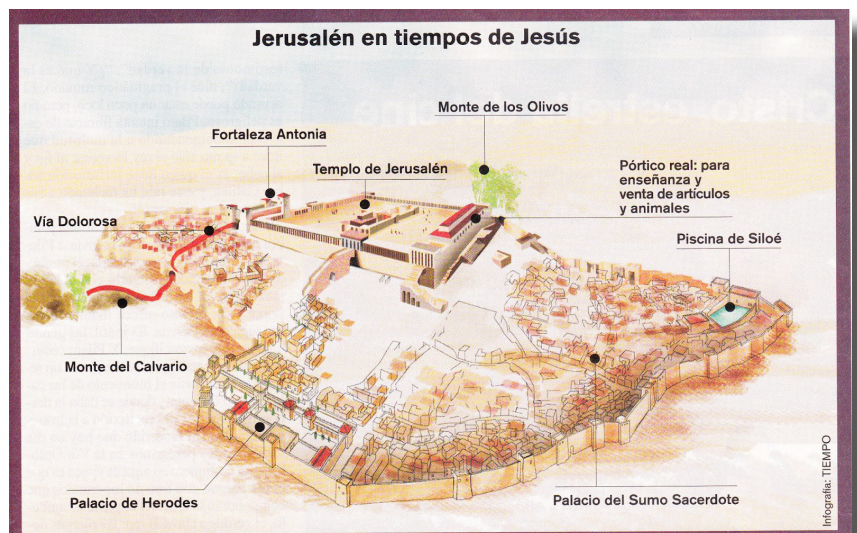 Jerusalén en tiempos de Jesús
Monte de los Olivos
Fortaleza Antonia
Templo de Jerusalén
Pórtico real: para
enseñanza y
venta de artículos
y animales
Vía Dolorosa
Piscina de Siloé
Monte del Calvario
Palacio de Herodes
Palacio del Sumo Sacerdote
Infografía: TIEMPO